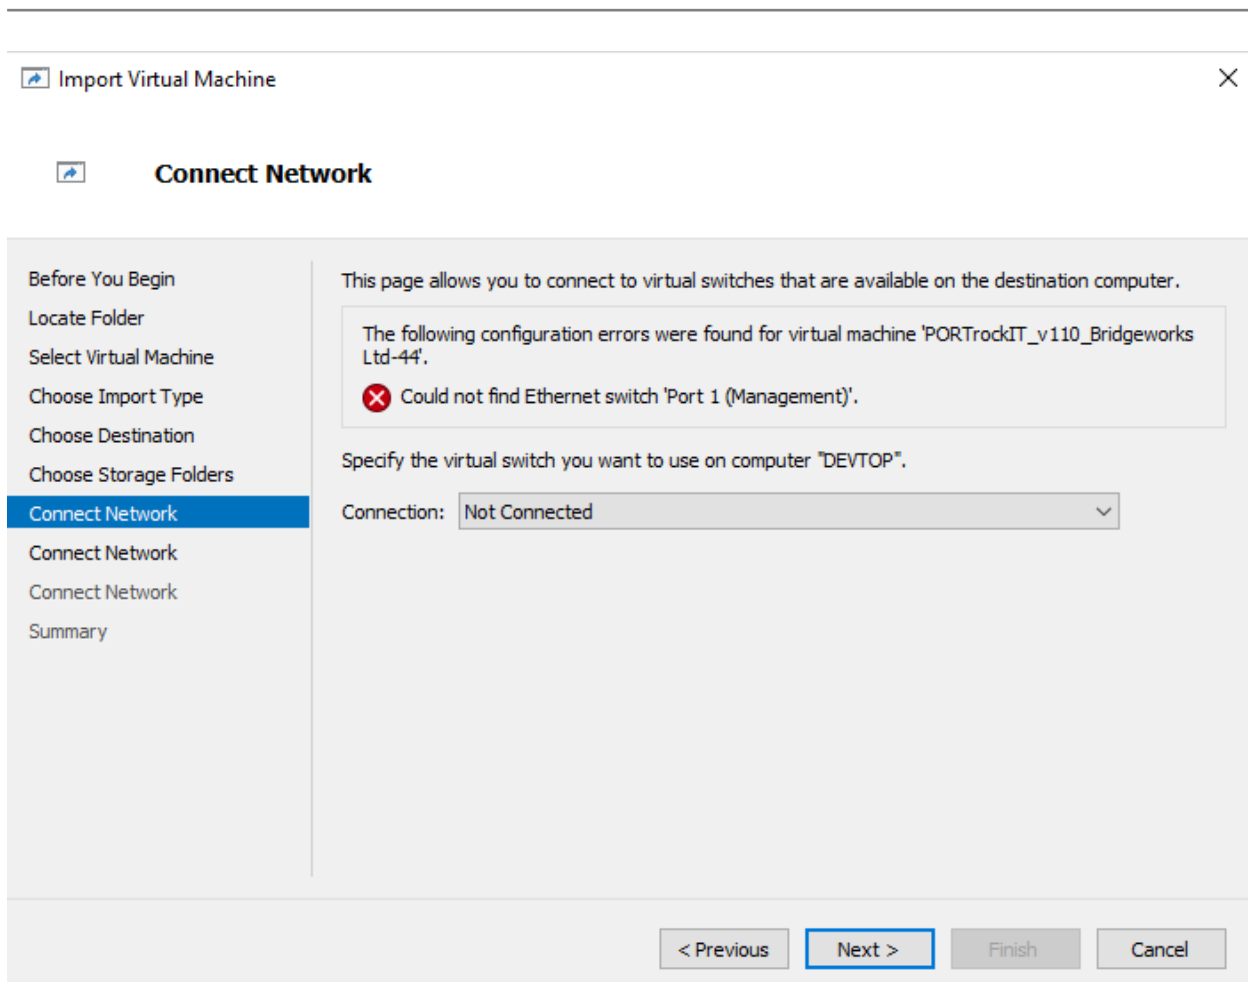 Import Virtual Machine
Connect Network
Before You Begin
Locate Folder
Select Virtual Machine
Choose Import Type
Choose Destination
Choose Storage Folders
Connect Network
Connect Network
Connect Network
Summary
This page allows you to connect to virtual switches that are available on the destination computer.
The following configuration errors were found for virtual machine 'PORTrockIT_v110_Bridgeworks
Ltd-44'.
Could not find Ethernet switch 'Port 1 (Management)'.
Specify the virtual switch you want to use on computer "DEVTOP".
Connection: Not Connected
< Previous Next > Finish Cancel